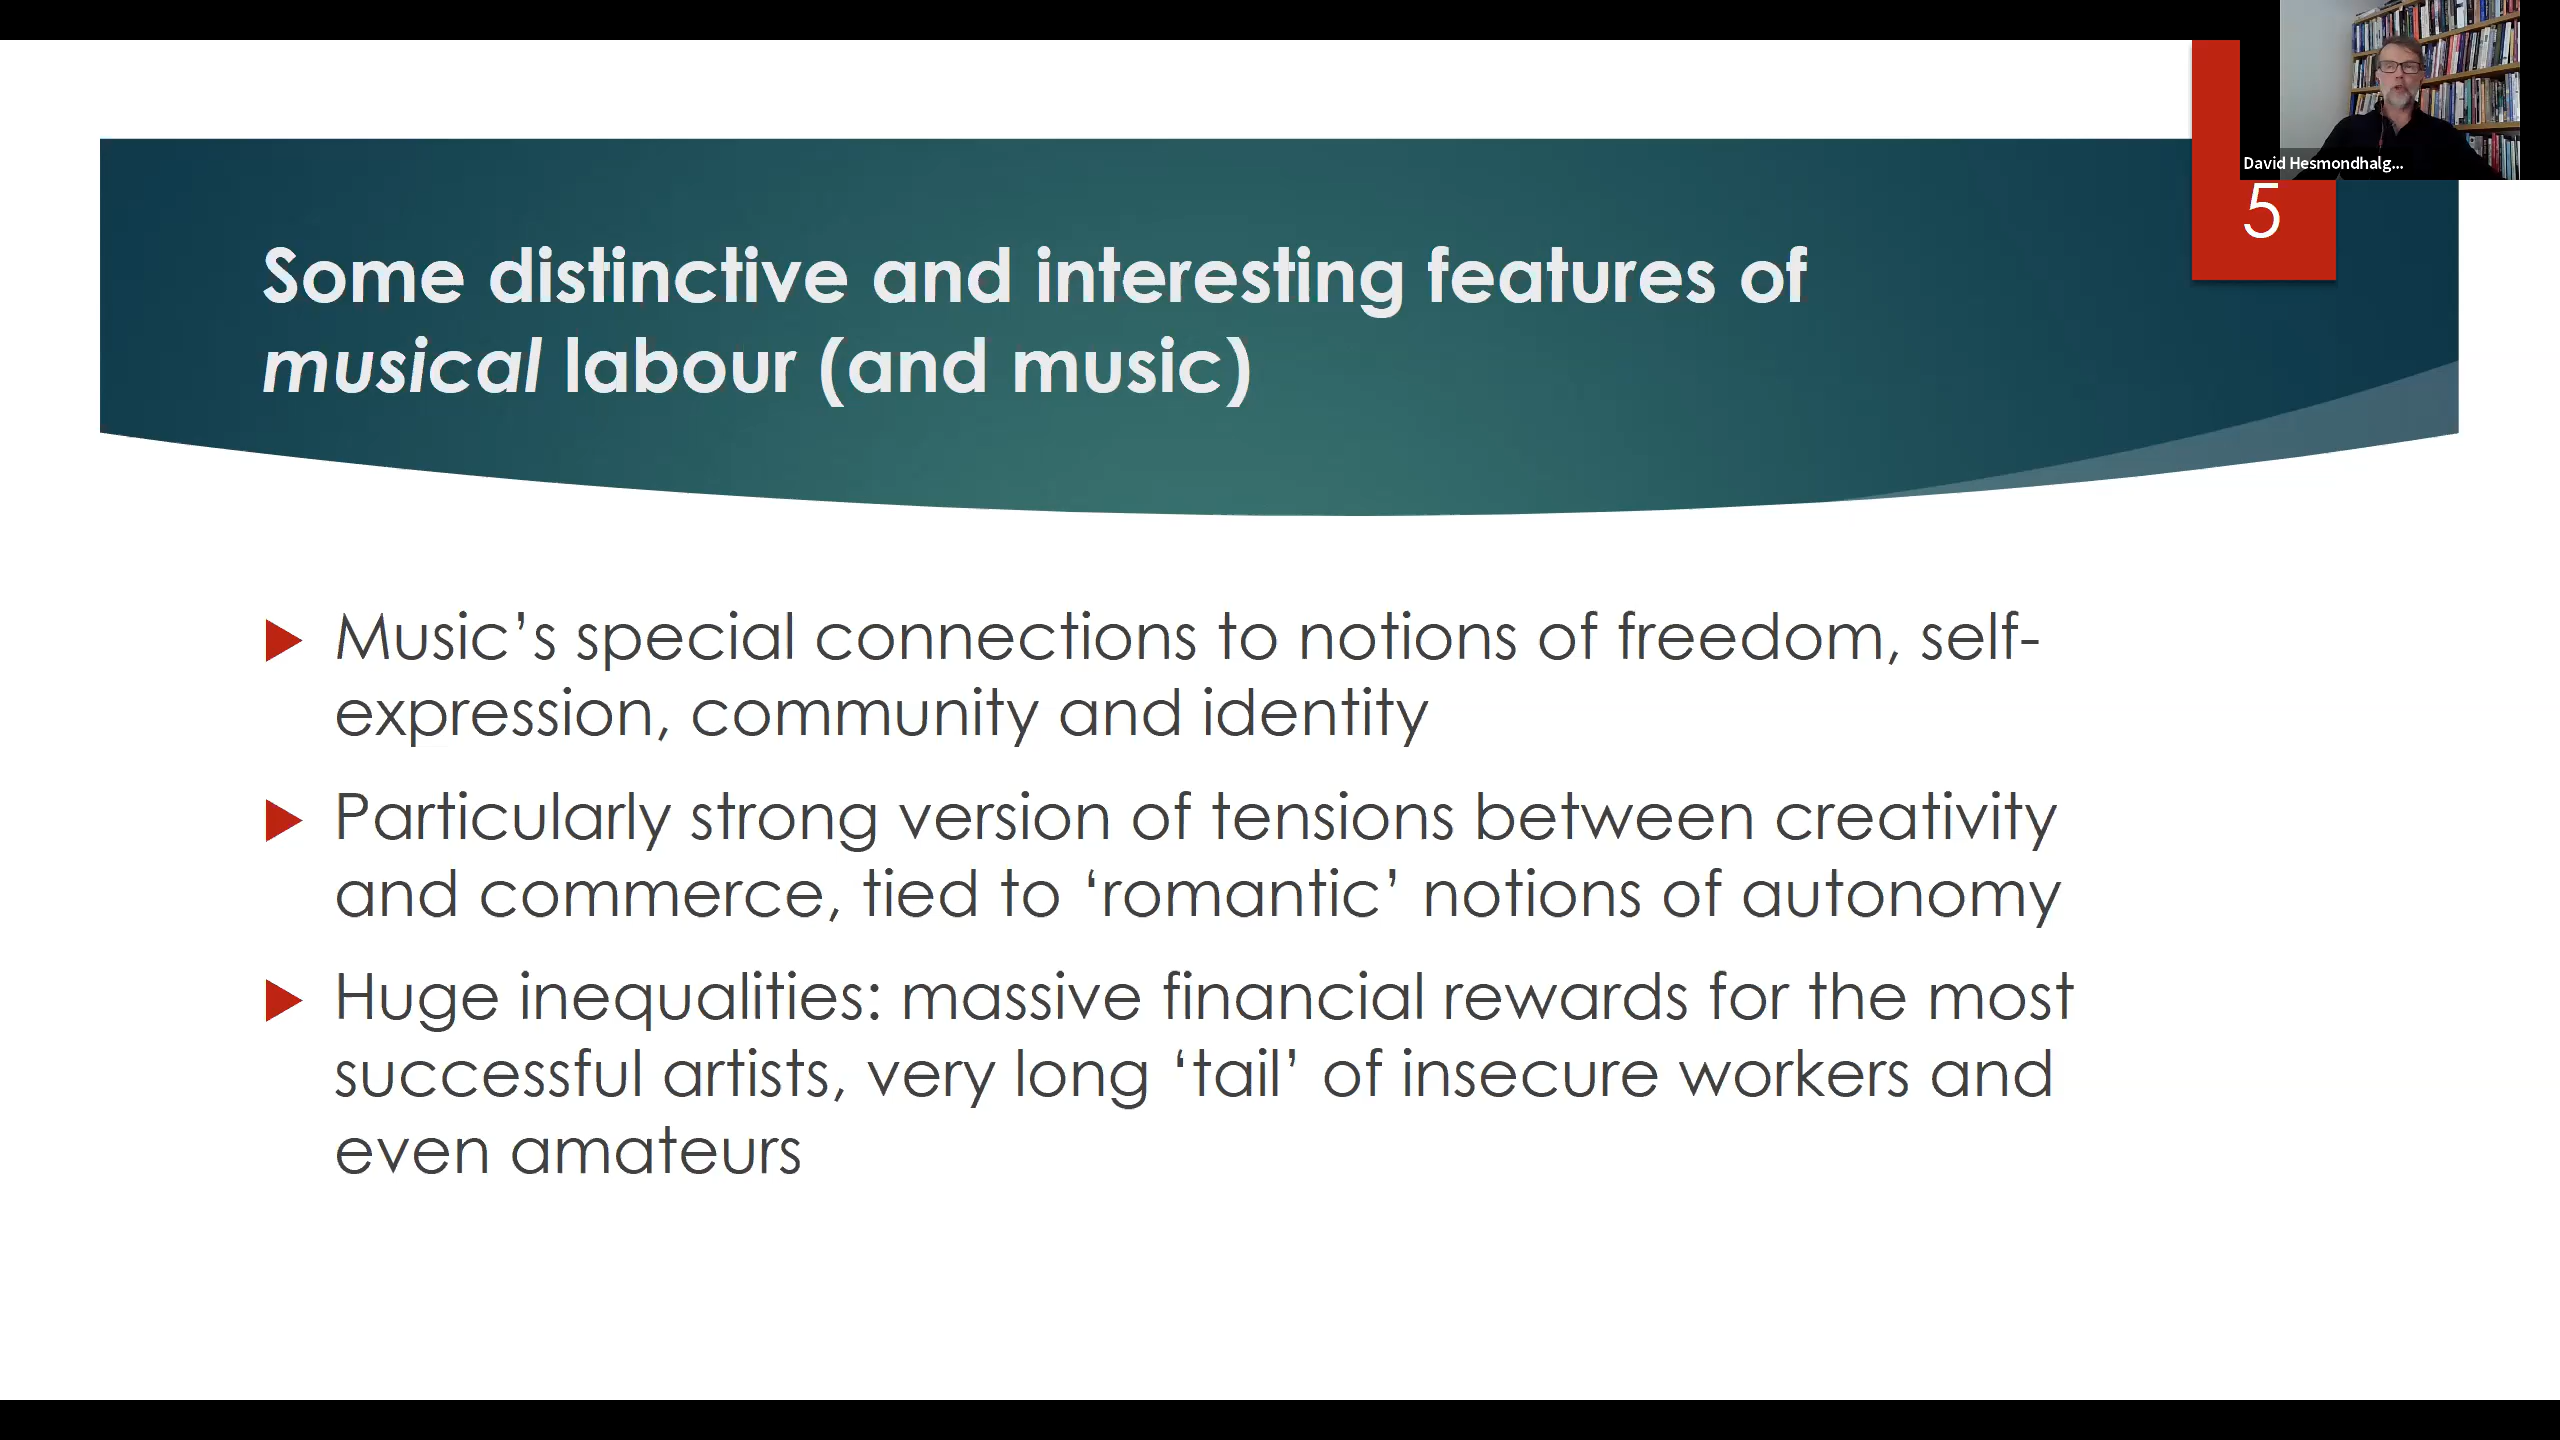 David Hesmondhalg...
5
Some distinctive and interesting features of
musical labour (and music)
Music’s special connections to notions of freedom, self-
expression, community and identity
Particularly strong version of tensions between creativity
and commerce, tied to ‘romantic’ notions of autonomy
Huge inequalities: massive financial rewards for the most
successful artists, very long ‘tail’ of insecure workers and
even amateurs